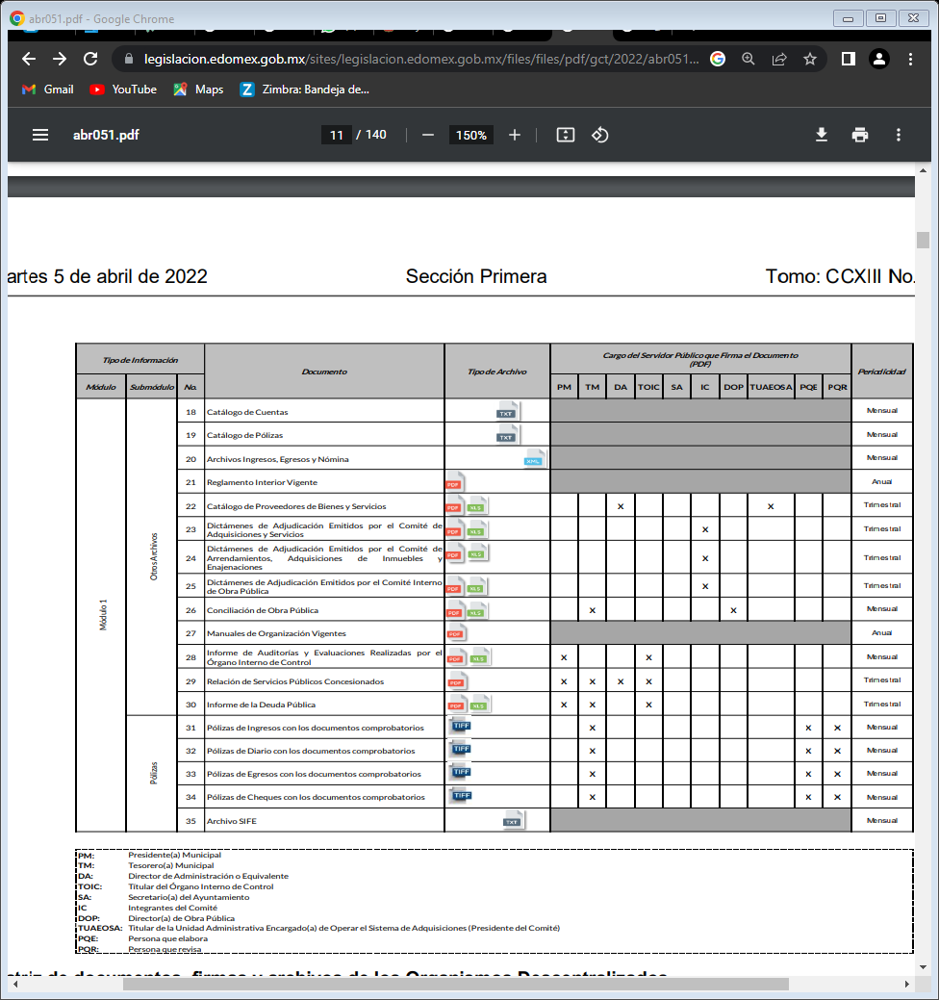 abr051.pdf - Google Chrome
legislacion.edomex.gob.mx/sites/legislacion.edomex.gob.mx/files/files/pdf/gct/2022/abr051...
Gmail YouTube Maps Zimbra: Bandeja de...
abr051.pdf 11 / 140 150%
artes 5 de abril de 2022 Sección Primera Tomo: CCXIII No.
Tipo de Información Documento Tipo de Archivo Cargo del Servidor Público que Firma el Documento (PDF) Periodicidad
Módulo Submódulo No. PM TM DA TOIC SA IC DOP TUAEOSA PQE PQR
Módulo 1
Otros Archivos
18 Catálogo de Cuentas TXT Mensual
19 Catálogo de Pólizas TXT Mensual
20 Archivos Ingresos, Egresos y Nómina XML Mensual
21 Reglamento Interior Vigente PDF Anual
22 Catálogo de Proveedores de Bienes y Servicios PDF XLS x x Trimestral
23 Dictámenes de Adjudicación Emitidos por el Comité de
Adquisiciones y Servicios PDF XLS x Trimestral
24 Dictámenes de Adjudicación Emitidos por el Comité de
Arrendamientos, Adquisiciones de Inmuebles y
Enajenaciones PDF XLS x Trimestral
25 Dictámenes de Adjudicación Emitidos por el Comité Interno
de Obra Pública PDF XLS x Trimestral
26 Conciliación de Obra Pública PDF XLS x x Mensual
27 Manuales de Organización Vigentes PDF Anual
28 Informe de Auditorías y Evaluaciones Realizadas por el
Órgano Interno de Control PDF XLS x x Mensual
29 Relación de Servicios Públicos Concesionados PDF x x x x Trimestral
30 Informe de la Deuda Pública PDF XLS x x x Mensual
Pólizas
31 Pólizas de Ingresos con los documentos comprobatorios TIFF x x x Mensual
32 Pólizas de Diario con los documentos comprobatorios TIFF x x x Mensual
33 Pólizas de Egresos con los documentos comprobatorios TIFF x x x Mensual
34 Pólizas de Cheques con los documentos comprobatorios TIFF x x x Mensual
35 Archivo SIFE TXT Mensual
PM: Presidente(a) Municipal
TM: Tesorero(a) Municipal
DA: Director de Administración o Equivalente
TOIC: Titular del Órgano Interno de Control
SA: Secretario(a) del Ayuntamiento
IC Integrantes del Comité
DOP: Director(a) de Obra Pública
TUAEOSA: Titular de la Unidad Administrativa Encargado(a) de Operar el Sistema de Adquisiciones (Presidente del Comité)
PQE: Persona que elabora
PQR: Persona que revisa
triz de documentos, firmas y archivos de los Organismos Descentralizados